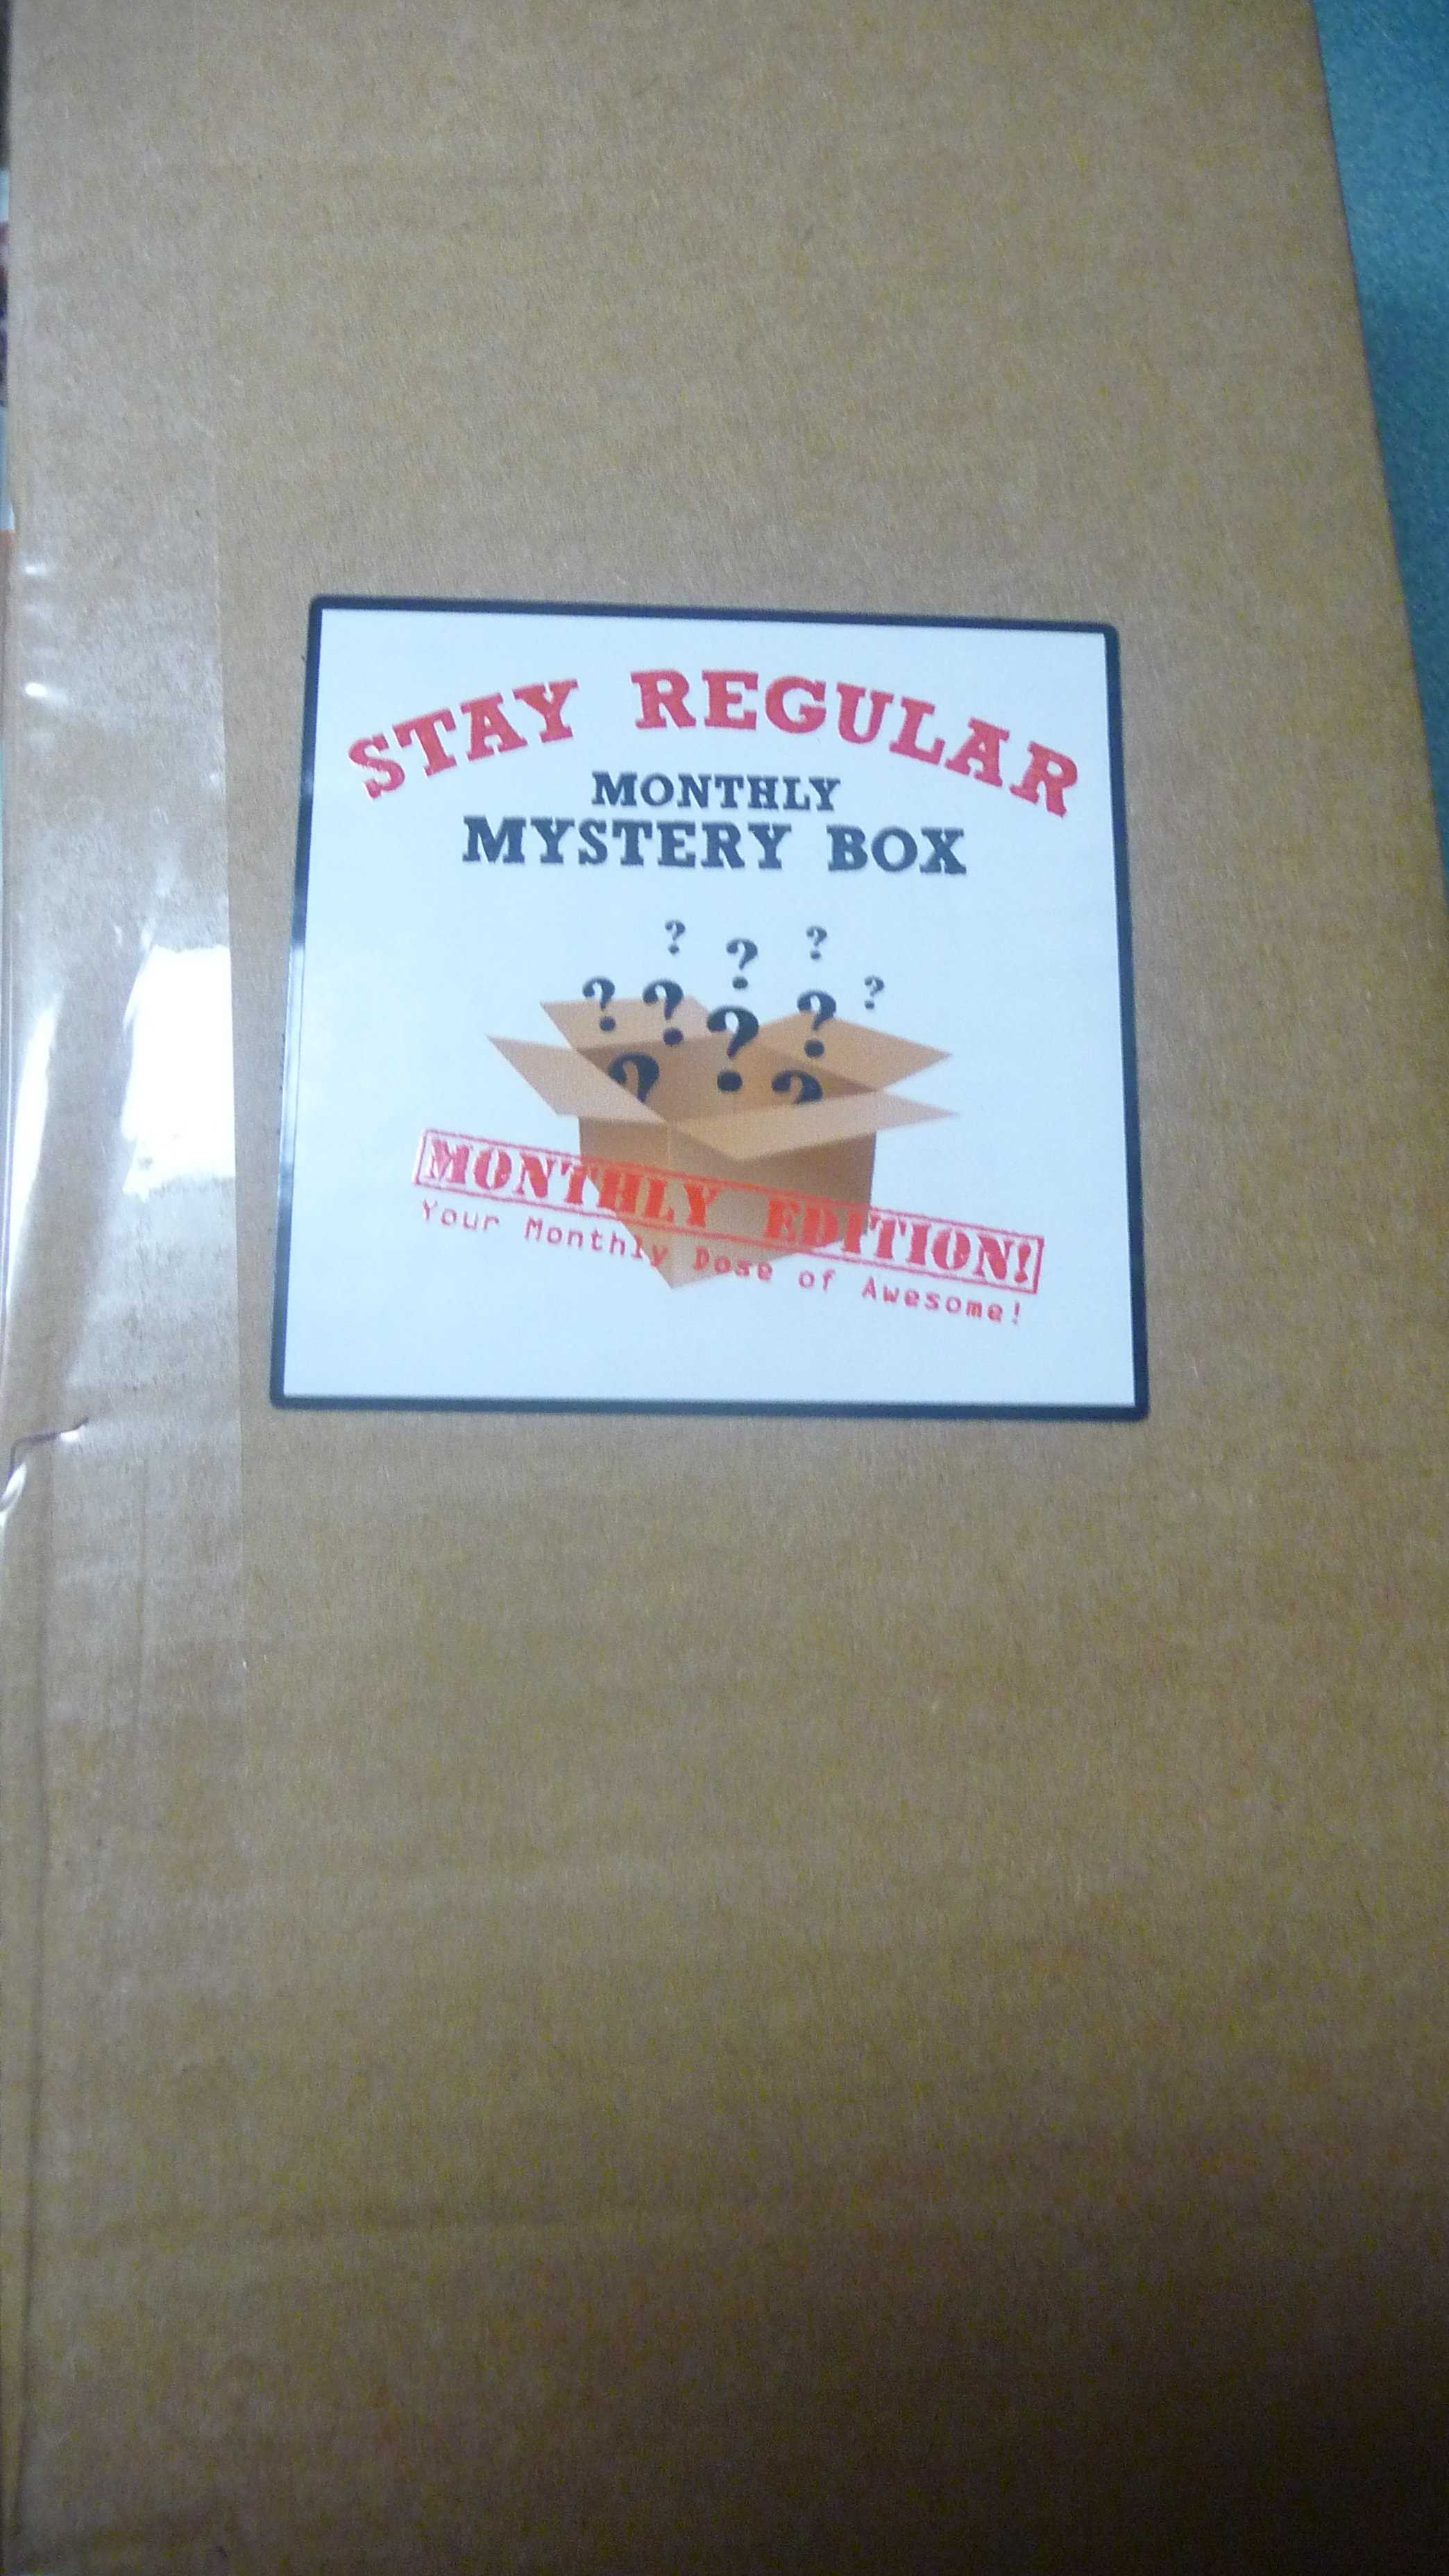 STAY REGULAR
MONTHLY
MYSTERY BOX
? ? ?
? ? ? ? ?
? ?
MONTHLY EDITION!
Your Monthly Dose of Awesome!